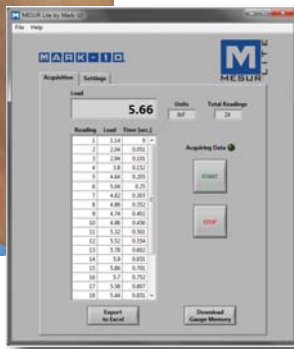 MESUR Lite by Mark-10
File Help
MARK-10
M
MESUR
LITE
Acquisition Settings
Load
5.66
Units
lbF
Total Readings
24
Reading Load Time (sec.)
1 1.14 0
2 2.04 0.051
3 2.94 0.101
4 3.8 0.152
5 4.64 0.205
6 5.04 0.25
7 4.82 0.303
8 4.86 0.352
9 4.74 0.402
10 4.86 0.456
11 5.12 0.501
12 5.52 0.554
13 5.78 0.602
14 5.9 0.651
15 5.86 0.701
16 5.7 0.752
17 5.58 0.807
18 5.44 0.851
Acquiring Data
START
STOP
Export
to Excel
Download
Gauge Memory